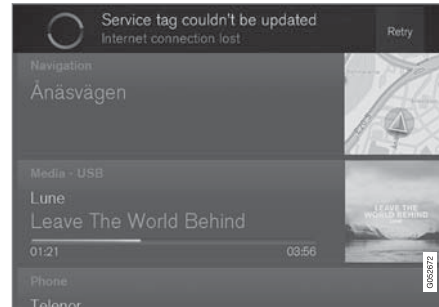 Service tag couldn't be updated
Internet connection lost
Retry
Navigation
Ånäsvägen
Media - USB
Lune
Leave The World Behind
01:21
03:56
LEAVE THE
WORLD BEHIND
Phone
Telenor
G052672